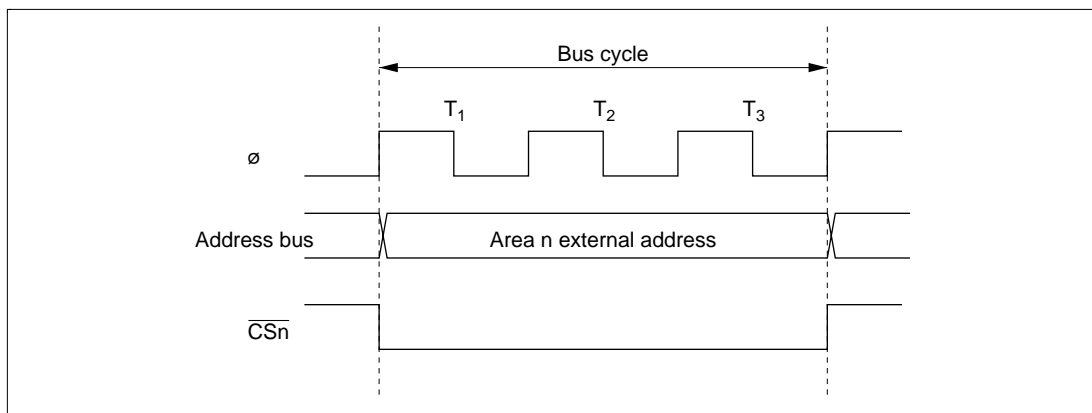 Bus cycle
T1 T2 T3
ø
Address bus Area n external address
CSn